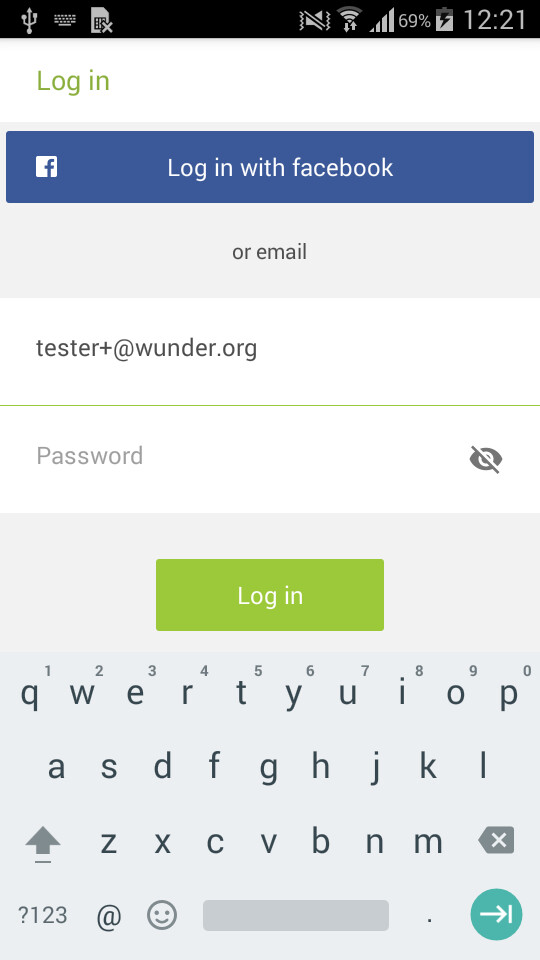 69% 12:21
Log in
Log in with facebook
or email
tester+@wunder.org
Password
Log in
1 2 3 4 5 6 7 8 9 0
q w e r t y u i o p
a s d f g h j k l
z x c v b n m
?123 @ .